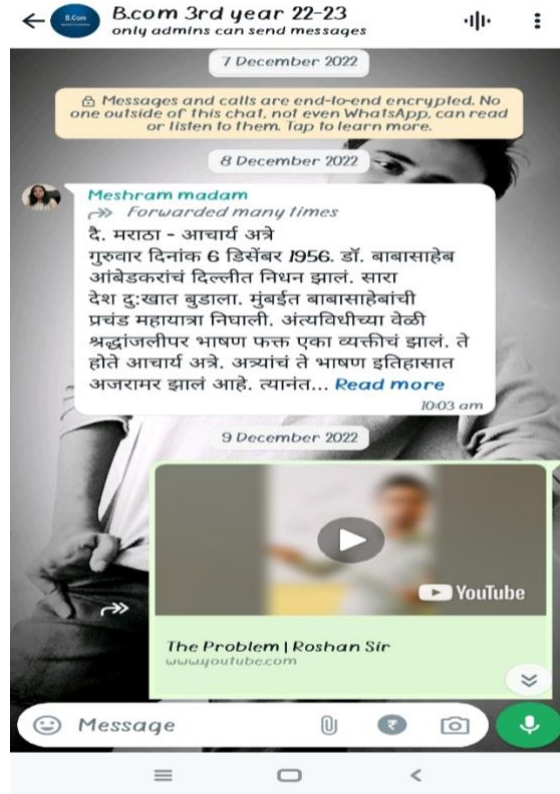 B.Com
B.com 3rd year 22-23
only admins can send messages
7 December 2022
Messages and calls are end-to-end encrypted. No
one outside of this chat, not even WhatsApp, can read
or listen to them. Tap to learn more.
8 December 2022
Meshram madam
Forwarded many times
दै. मराठा - आचार्य अत्रे
गुरुवार दिनांक 6 डिसेंबर 1956. डॉ. बाबासाहेब
आंबेडकरांचं दिल्लीत निधन झालं. सारा
देश दु:खात बुडाला. मुंबईत बाबासाहेबांची
प्रचंड महायात्रा निघाली. अंत्यविधीच्या वेळी
श्रद्धांजलीपर भाषण फक्त एका व्यक्तीचं झालं. ते
होते आचार्य अत्रे. अत्र्यांचं ते भाषण इतिहासात
अजरामर झालं आहे. त्यानंत... Read more
10:03 am
9 December 2022
YouTube
The Problem | Roshan Sir
www.youtube.com
Message
₹